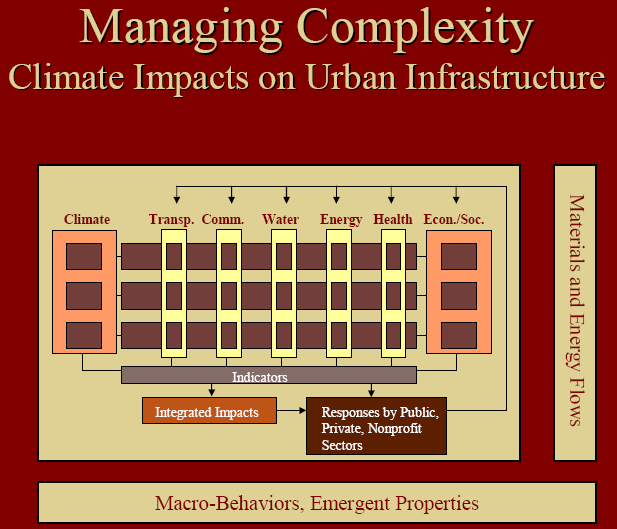 Managing Complexity
Climate Impacts on Urban Infrastructure
Climate
Transp.
Comm.
Water
Energy
Health
Econ./Soc.
Indicators
Integrated Impacts
Responses by Public,
Private, Nonprofit
Sectors
Materials and Energy Flows
Macro-Behaviors, Emergent Properties